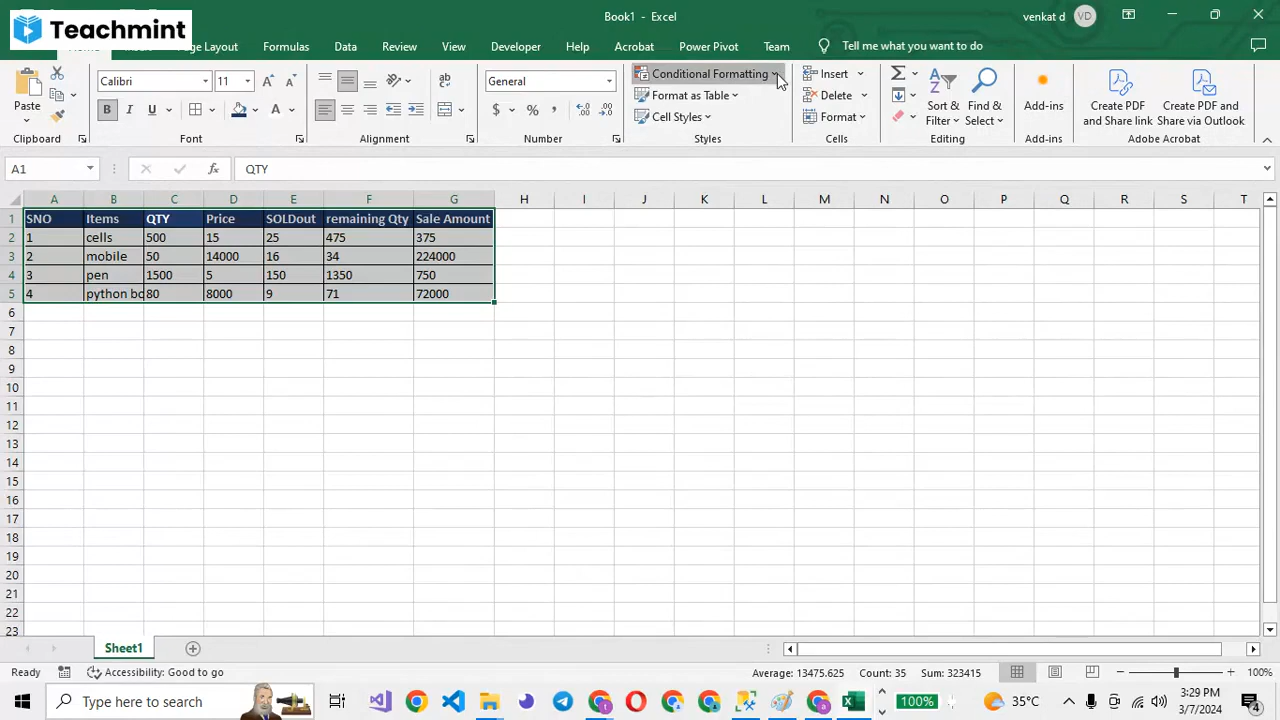 Teachmint
Book1 - Excel
venkat d
VD
Page Layout
Formulas
Data
Review
View
Developer
Help
Acrobat
Power Pivot
Tm
Tell me what you want to do
Paste
Clipboard
Calibri
11
B I U
Font
ab
Alignment
General
$ % ,
Number
Conditional Formatting
Format as Table
Cell Styles
Styles
Insert
Delete
Format
Cells
Sort &
Filter
Find &
Select
Editing
Add-ins
Add-ins
Create PDF
and Share link
Create PDF and
Share via Outlook
Adobe Acrobat
A1
fx
QTY
A B C D E F G H I J K L M N O P Q R S T
1 SNO Items QTY Price SOLDout remaining Qty Sale Amount
2 1 cells 500 15 25 475 375
3 2 mobile 50 14000 16 34 224000
4 3 pen 1500 5 150 1350 750
5 4 python bo 80 8000 9 71 72000
6
7
8
9
10
11
12
13
14
15
16
17
18
19
20
21
22
23
Sheet1
Ready
Accessibility: Good to go
Average: 13475.625
Count: 35
Sum: 323415
100%
Type here to search
100%
35°C
3:29 PM
3/7/2024
4